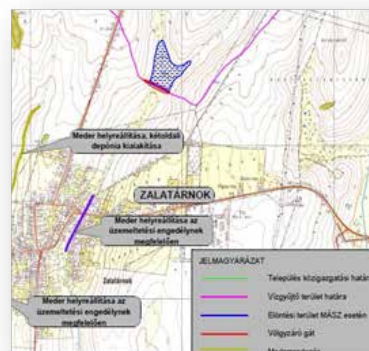 Meder helyreállítása, kétoldali
depónia kialakítása
ZALATÁRNOK
Meder helyreállítása az
üzemeltetési engedélynek
megfelelően
Zalatárnok
Meder helyreállítása az
üzemeltetési engedélynek
megfelelően
JELMAGYARÁZAT
Település közigazgatási határ
Vízgyűjtő terület határa
Elöntési terület MÁSZ esetén
Völgyzáró gát